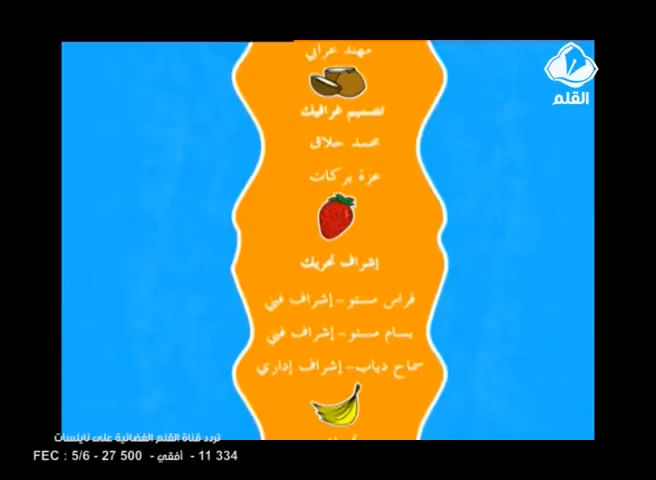 مهند عرابي
القلم
تصميم غرافيك
محمد حلاق
عزة بركات
إشراف تحريك
فراس مستو - إشراف فني
بسام مستو - إشراف فني
سماح دياب - إشراف إداري
تردد قناة القلم الفضائية على نايلسات
FEC : 5/6 - 27 500 - أفقي - 11 334